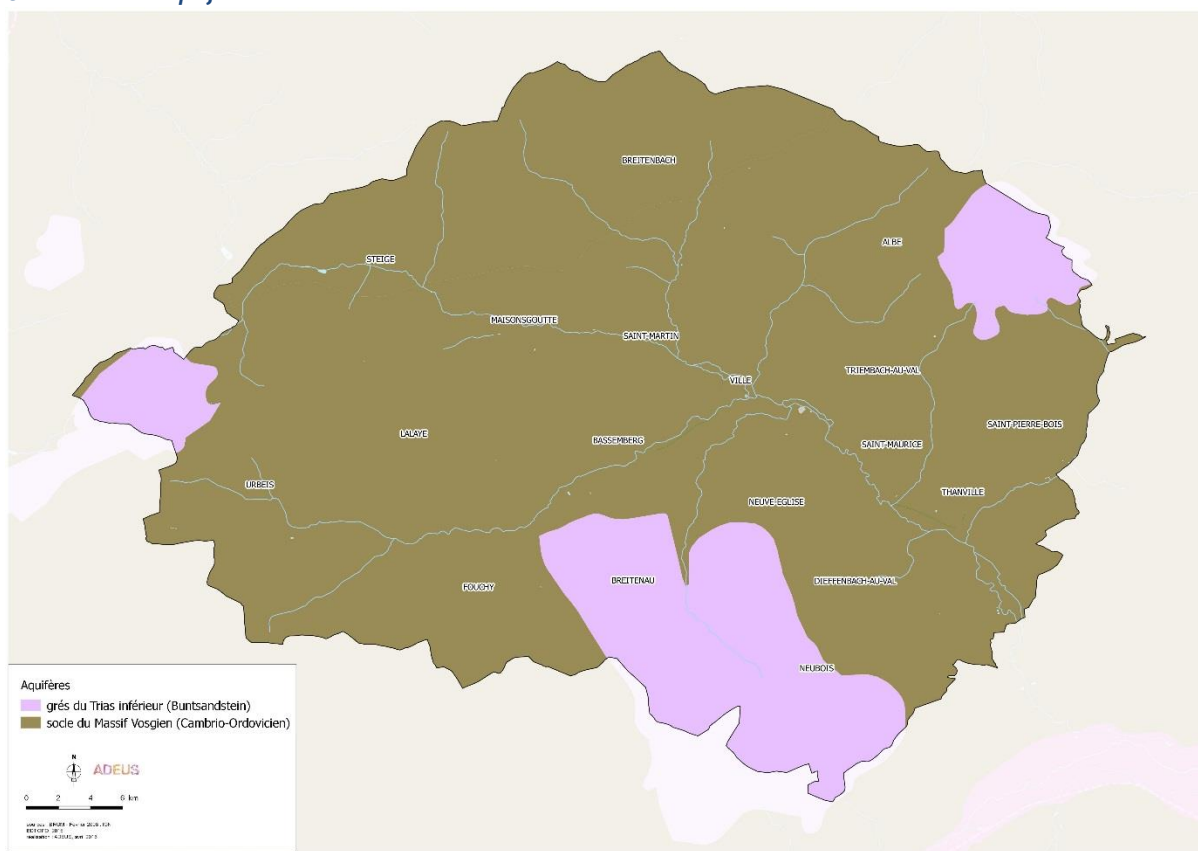 BREITENBACH
ALBE
STEIGE
MAISONSGOUTTE
SAINT-MARTIN
VILLE
TRIEMBACH-AU-VAL
SAINT-PIERRE-BOIS
LALAYE
BASSEMBERG
SAINT-MAURICE
URBEIS
NEUVE-EGLISE
THANVILLE
FOUCHY
BREITENAU
DIEFFENBACH-AU-VAL
NEUBOIS
Aquifères
grés du Trias inférieur (Buntsandstein)
socle du Massif Vosgien (Cambrio-Ordovicien)
N
ADEUS
0 2 4 6 km